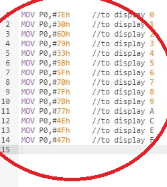 1 MOV P0,#7Eh //to display 0
2 MOV P0,#30h //to display 1
3 MOV P0,#6Dh //to display 2
4 MOV P0,#79h //to display 3
5 MOV P0,#33h //to display 4
6 MOV P0,#5Bh //to display 5
7 MOV P0,#5Fh //to display 6
8 MOV P0,#70h //to display 7
9 MOV P0,#7Fh //to display 8
10 MOV P0,#7Bh //to display 9
11 MOV P0,#77h //to display A
12 MOV P0,#4Eh //to display C
13 MOV P0,#4Fh //to display E
14 MOV P0,#47h //to display F
15